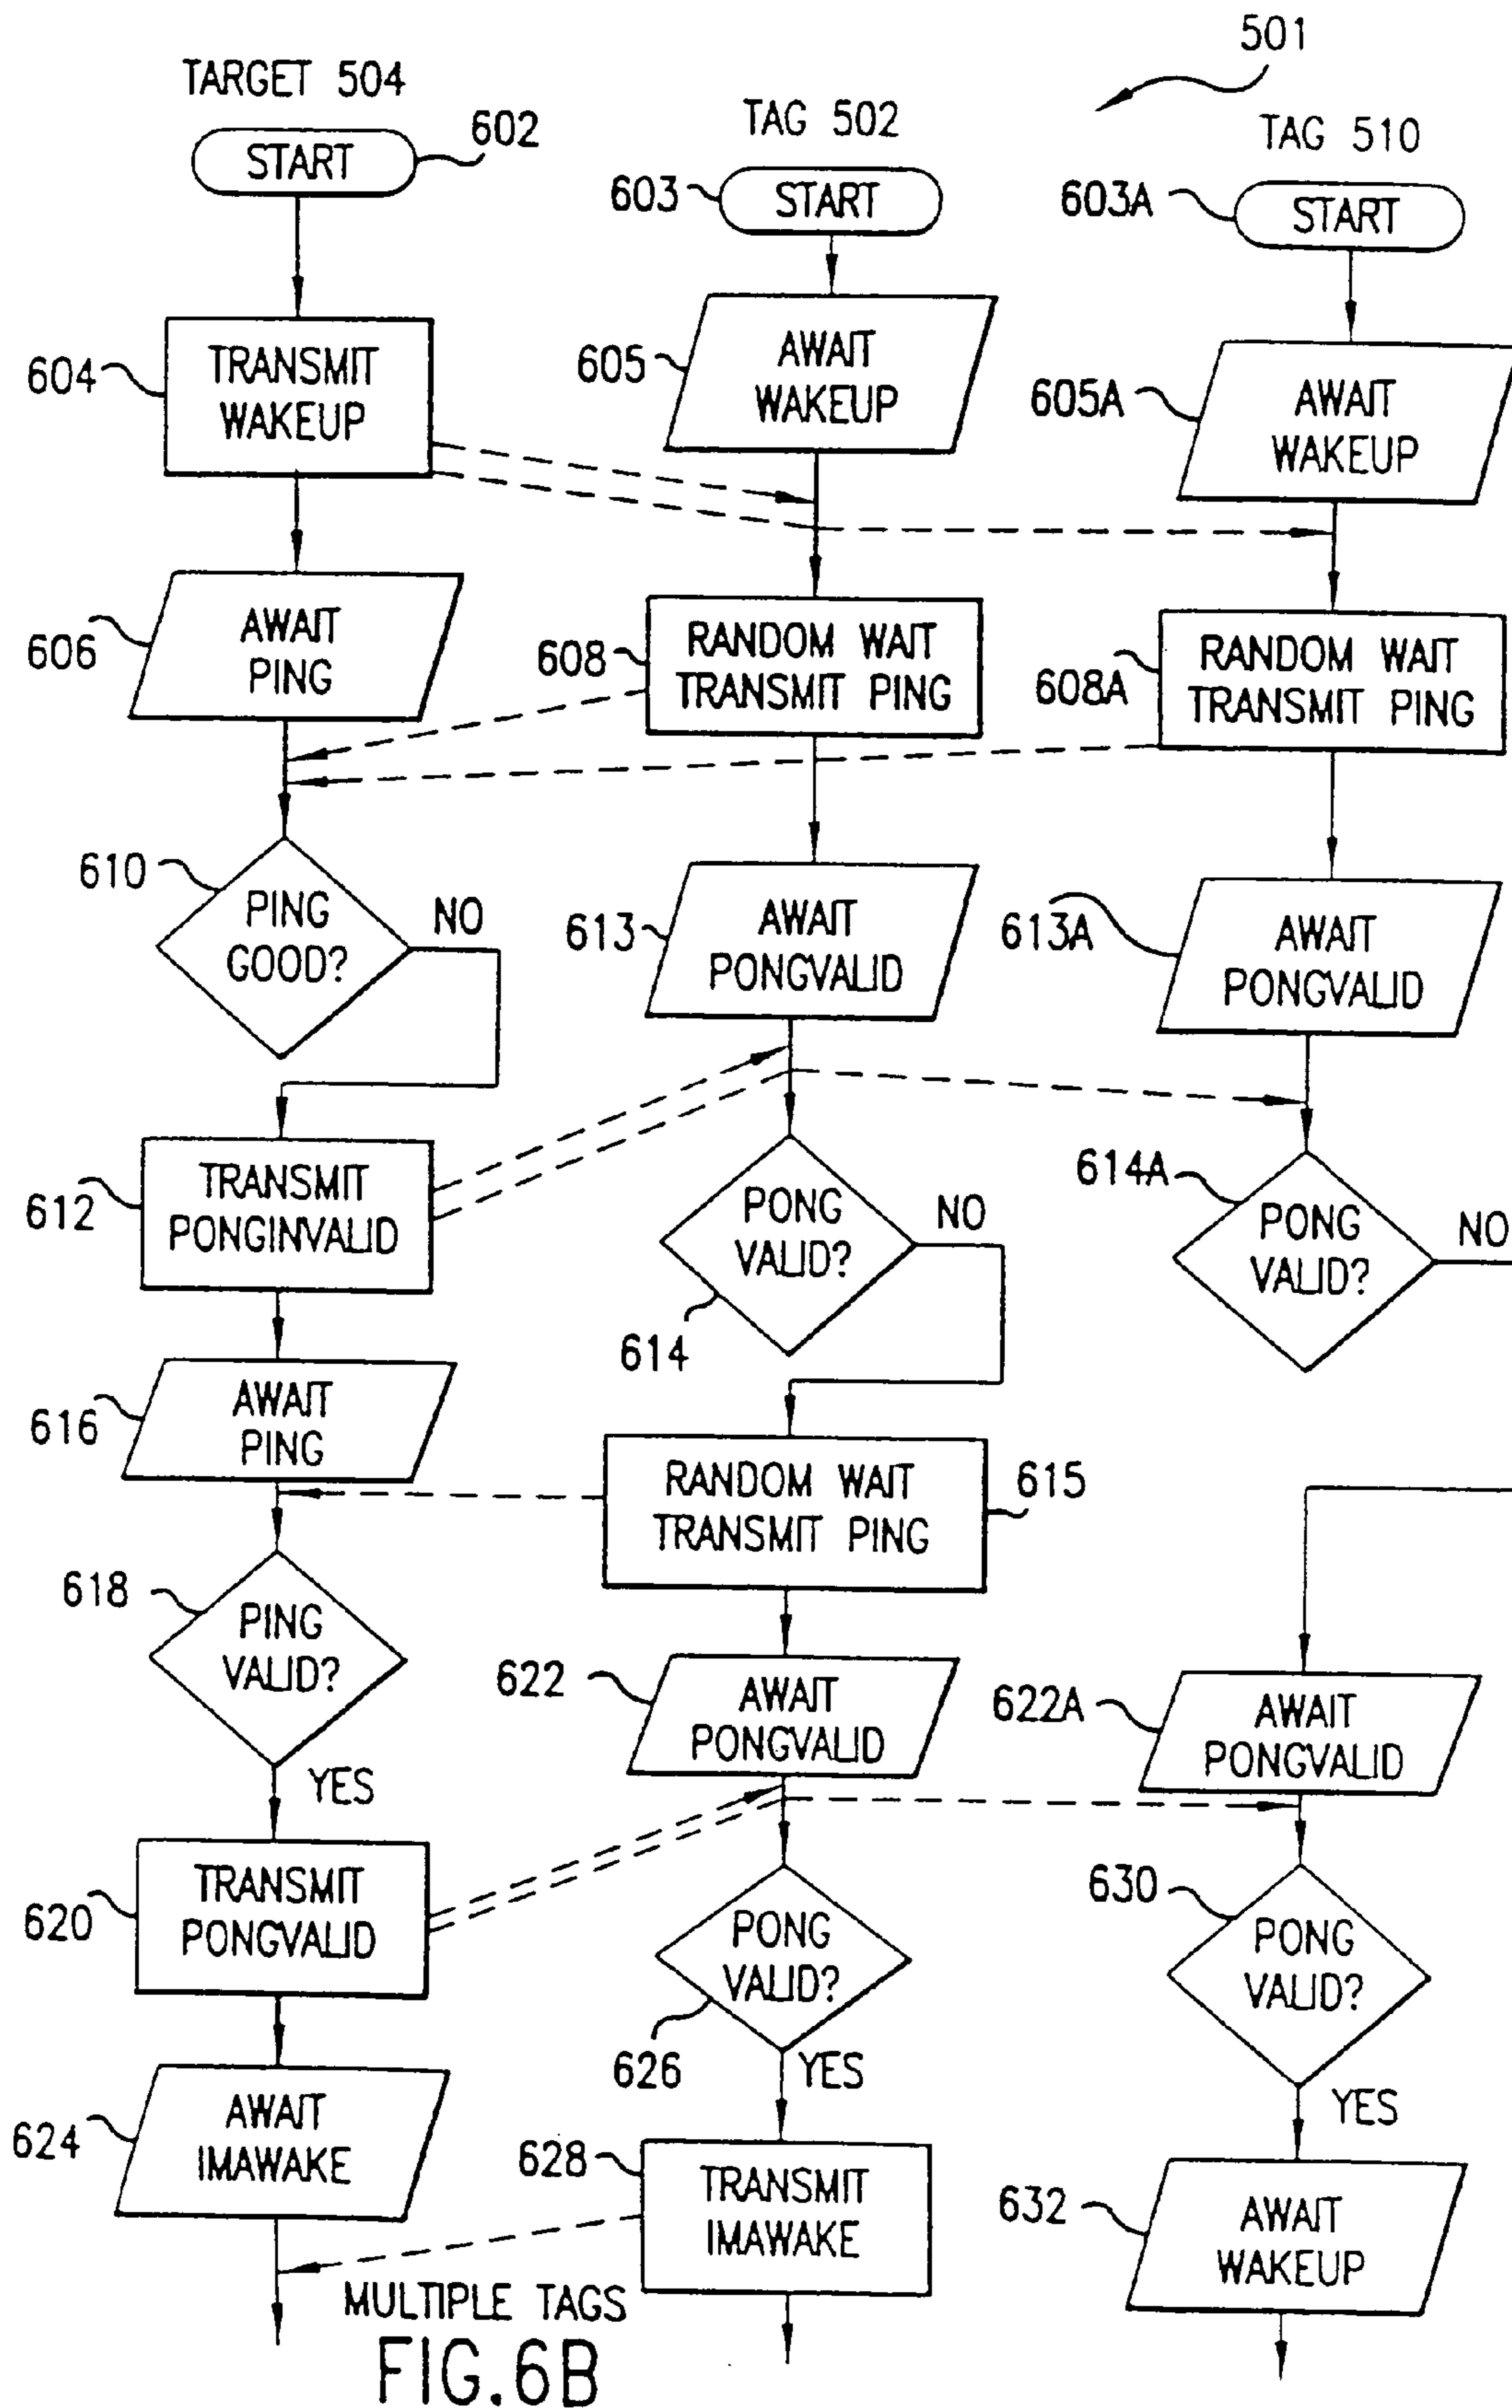 501
TARGET 504
TAG 502
TAG 510
602
START
603
START
603A
START
604
TRANSMIT
WAKEUP
605
AWAIT
WAKEUP
605A
AWAIT
WAKEUP
606
AWAIT
PING
608
RANDOM WAIT
TRANSMIT PING
608A
RANDOM WAIT
TRANSMIT PING
610
PING
GOOD?
NO
613
AWAIT
PONGVALID
613A
AWAIT
PONGVALID
612
TRANSMIT
PONGINVALID
614
PONG
VALID?
NO
614A
PONG
VALID?
NO
616
AWAIT
PING
RANDOM WAIT
TRANSMIT PING
615
618
PING
VALID?
YES
622
AWAIT
PONGVALID
622A
AWAIT
PONGVALID
620
TRANSMIT
PONGVALID
626
PONG
VALID?
YES
630
PONG
VALID?
YES
624
AWAIT
IMAWAKE
628
TRANSMIT
IMAWAKE
632
AWAIT
WAKEUP
MULTIPLE TAGS
FIG.6B